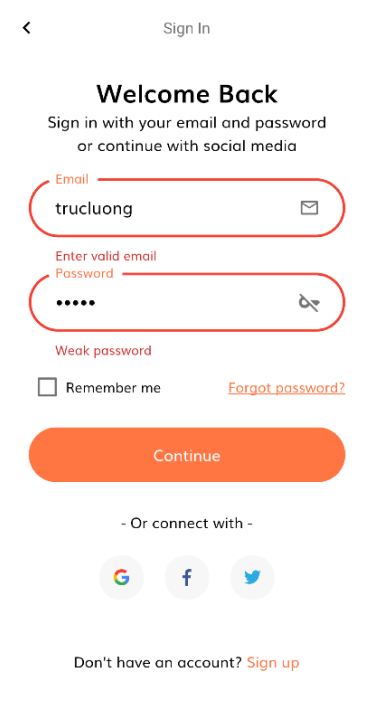 Sign In
Welcome Back
Sign in with your email and password
or continue with social media
Email
trucluong
Enter valid email
Password
•••••
Weak password
Remember me
Forgot password?
Continue
- Or connect with -
Don't have an account? Sign up